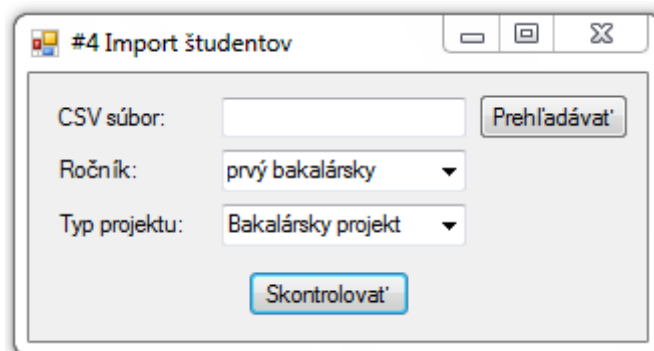 #4 Import študentov
CSV súbor: Prehľadávať
Ročník: prvý bakalársky
Typ projektu: Bakalársky projekt
Skontrolovať